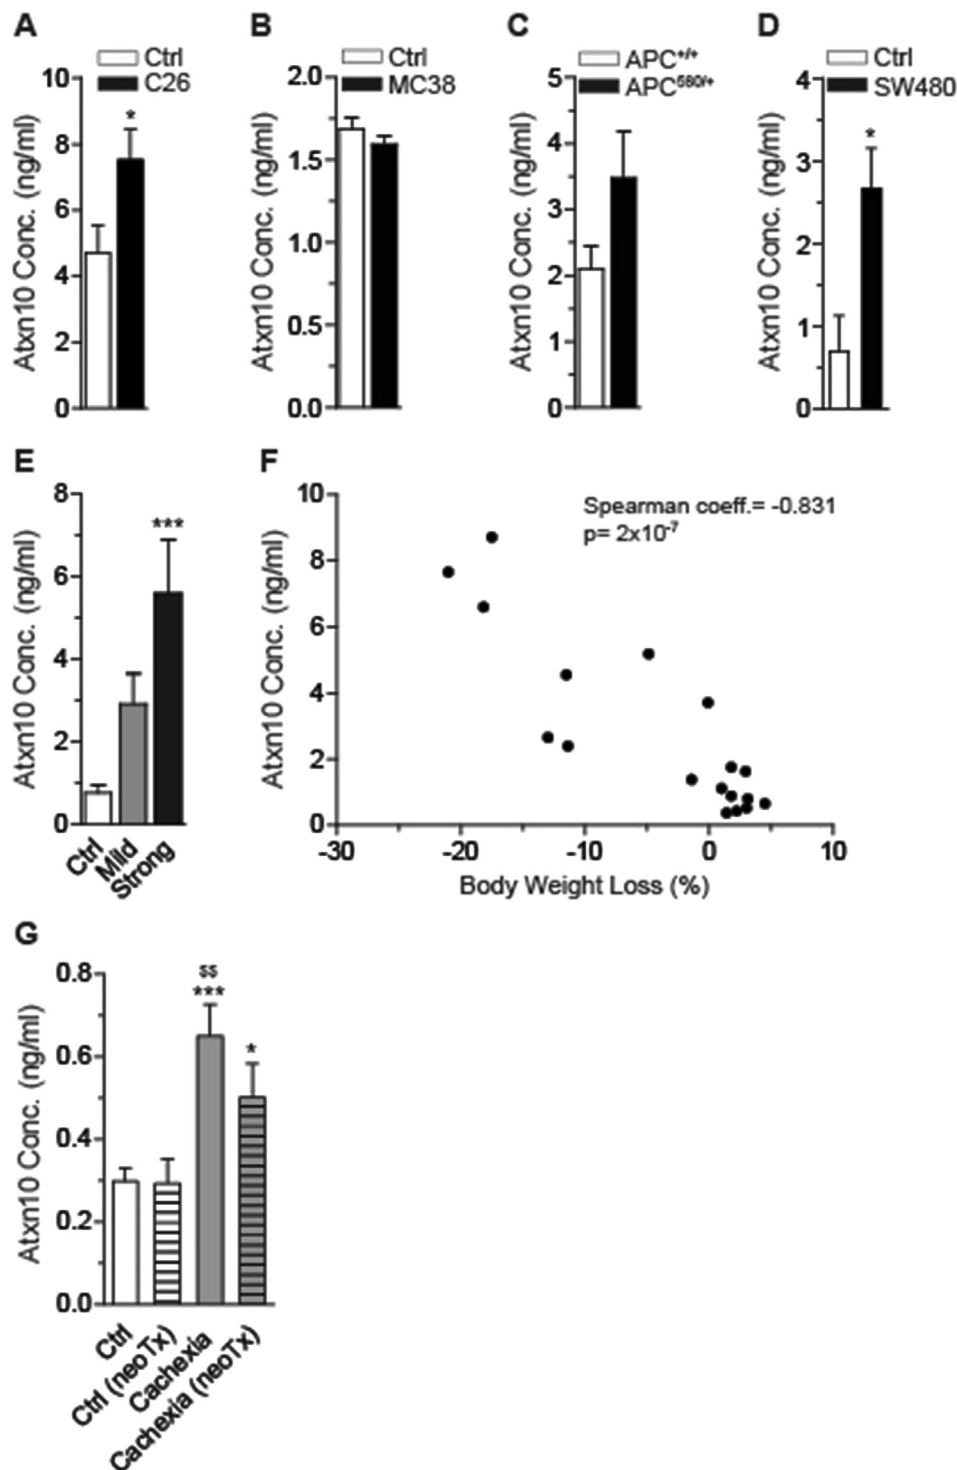 A
Ctrl
C26
Atxn10 Conc. (ng/ml)
10
8
6
4
2
0
*
B
Ctrl
MC38
Atxn10 Conc. (ng/ml)
2.0
1.5
1.0
0.5
0.0
C
APC+/+
APC580/+
Atxn10 Conc. (ng/ml)
5
4
3
2
1
0
D
Ctrl
SW480
Atxn10 Conc. (ng/ml)
4
3
2
1
0
*
E
Atxn10 Conc. (ng/ml)
8
6
4
2
0
***
Ctrl
Mild
Strong
F
Atxn10 Conc. (ng/ml)
10
8
6
4
2
0
Spearman coeff.= -0.831
p= 2x10-7
-30 -20 -10 0 10
Body Weight Loss (%)
G
Atxn10 Conc. (ng/ml)
0.8
0.6
0.4
0.2
0.0
$$
***
*
Ctrl
Ctrl (neoTx)
Cachexia
Cachexia (neoTx)